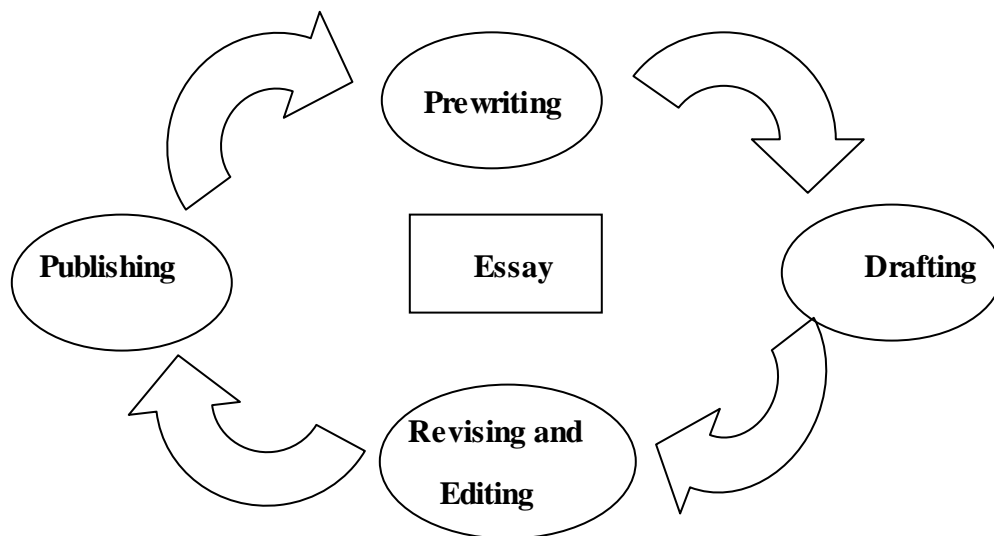 Prewriting
Publishing
Essay
Drafting
Revising and
Editing